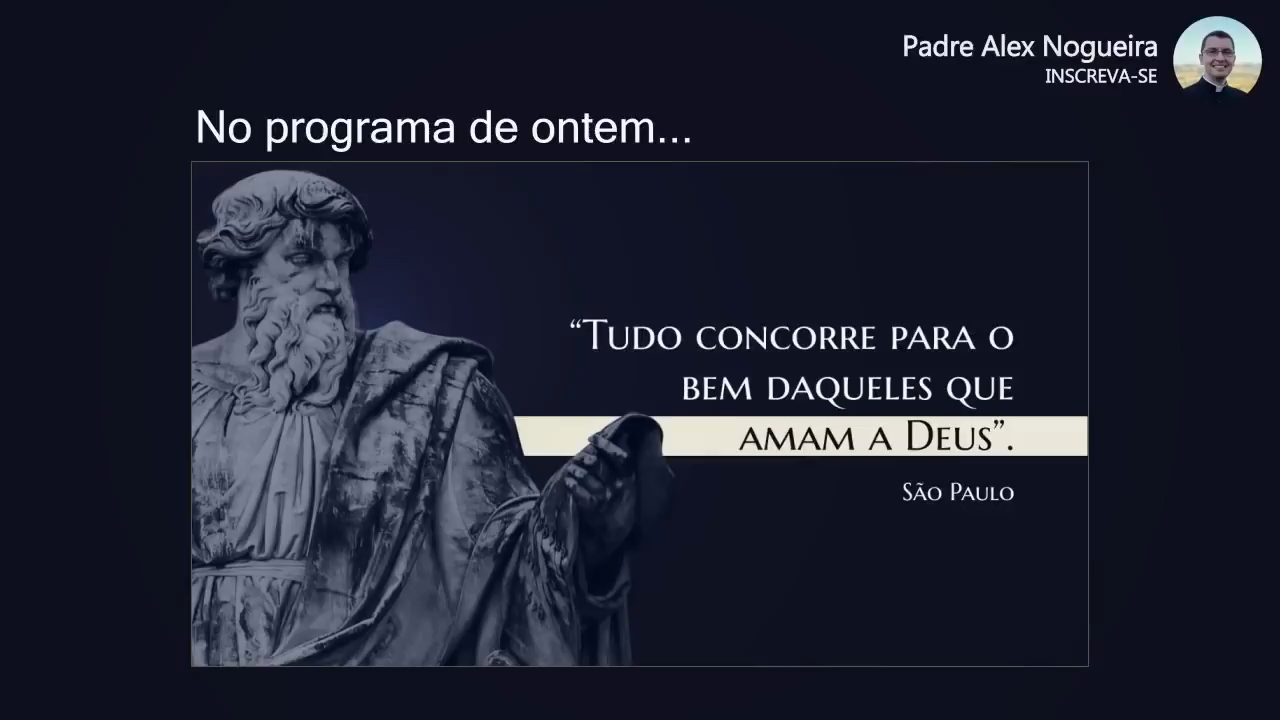 Padre Alex Nogueira
INSCREVA-SE
No programa de ontem...
“Tudo concorre para o
bem daqueles que
amam a Deus”.
São Paulo